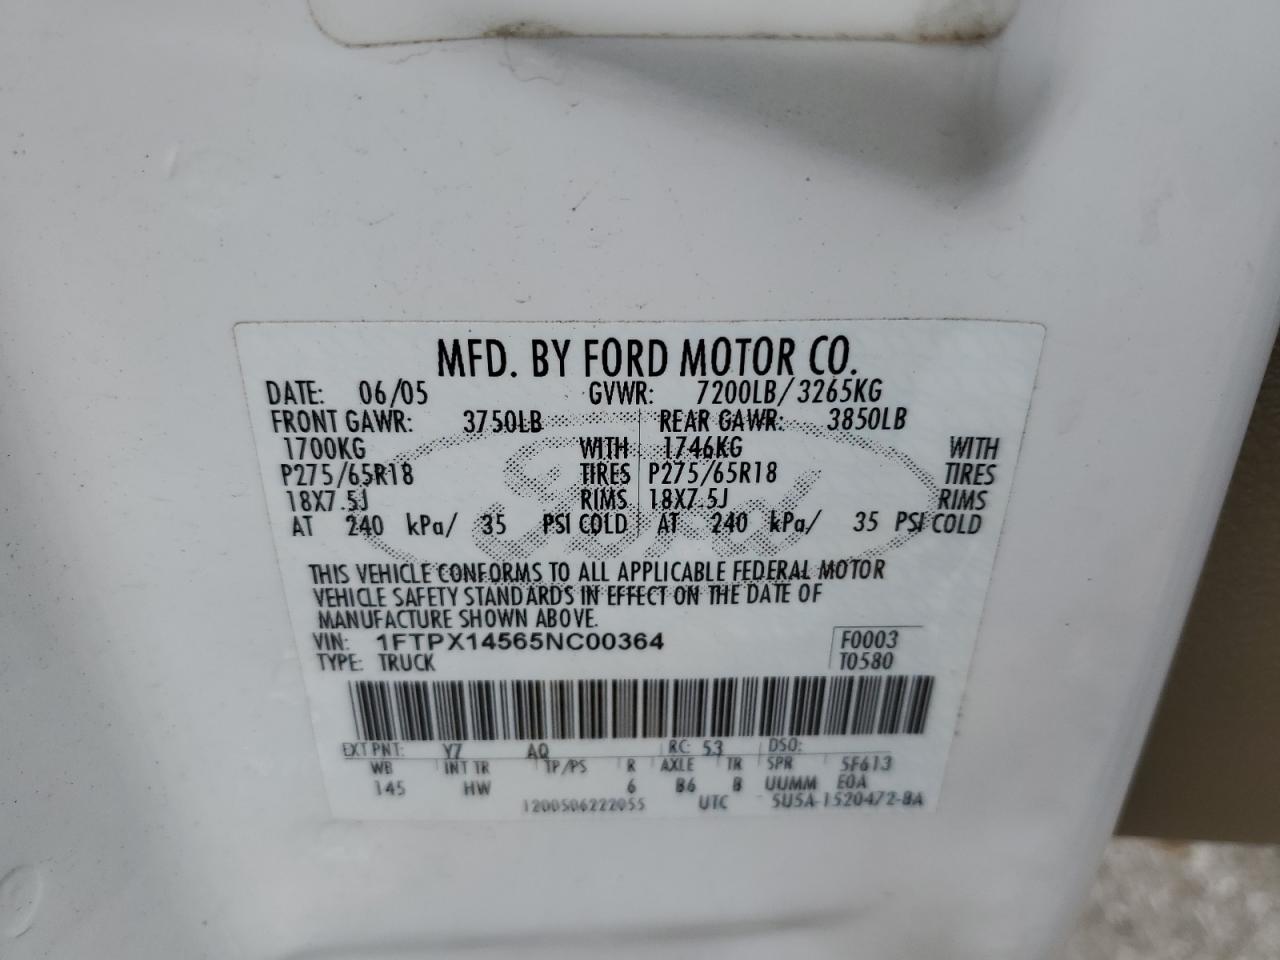 MFD. BY FORD MOTOR CO.
DATE: 06/05 GVWR: 7200LB/3265KG
FRONT GAWR: 3750LB REAR GAWR: 3850LB
1700KG WITH 1746KG WITH
P275/65R18 TIRES P275/65R18 TIRES
18X7.5J RIMS 18X7.5J RIMS
AT 240 kPa/ 35 PSI COLD AT 240 kPa/ 35 PSI COLD
Ford
THIS VEHICLE CONFORMS TO ALL APPLICABLE FEDERAL MOTOR
VEHICLE SAFETY STANDARDS IN EFFECT ON THE DATE OF
MANUFACTURE SHOWN ABOVE.
VIN: 1FTPX14565NC00364 F0003
TYPE: TRUCK T0580
EXT PNT: Y7 AQ RC: 53 DSO:
WB INT TR TP/PS R AXLE TR SPR 5F613
145 HW 6 B6 B UUMM E0A
1200506222055 UTC 5U5A-1520472-BA